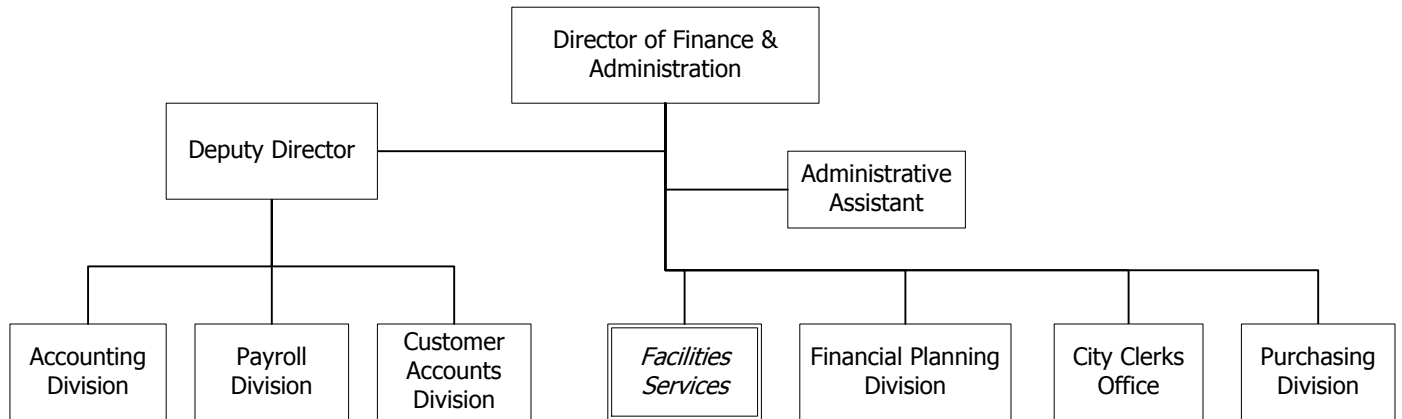 Director of Finance &
Administration
Deputy Director
Administrative
Assistant
Accounting
Division
Payroll
Division
Customer
Accounts
Division
Facilities
Services
Financial Planning
Division
City Clerks
Office
Purchasing
Division